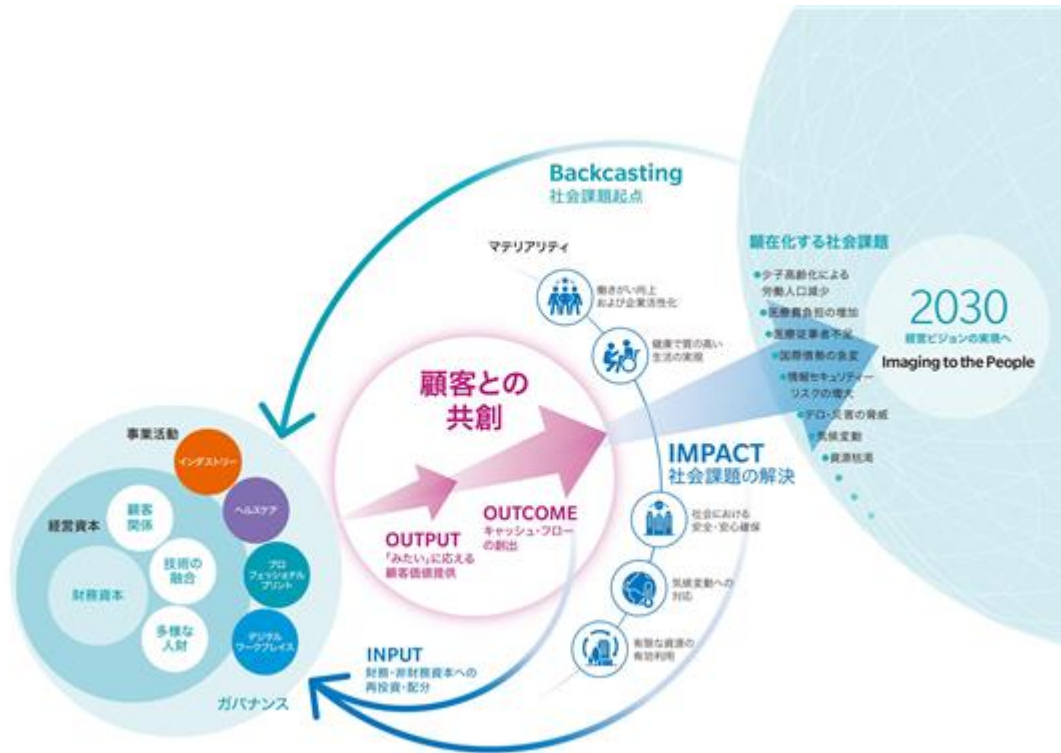 Backcasting
社会課題起点
マテリアリティ
働きがい向上
および企業活性化
健康で質の高い
生活の実現
顕在化する社会課題
●少子高齢化による
労働人口減少
●医療費負担の増加
●医療従事者不足
●国際情勢の急変
●情報セキュリティー
リスクの増大
●テロ・災害の脅威
●気候変動
●資源枯渇
2030
経営ビジョンの実現へ
Imaging to the People
顧客との
共創
事業活動
インダストリー
ヘルスケア
プロ
フェッショナル
プリント
デジタル
ワークプレイス
経営資本
顧客
関係
技術の
融合
財務資本
多様な
人財
ガバナンス
OUTPUT
「みたい」に応える
顧客価値提供
OUTCOME
キャッシュ・フロー
の創出
IMPACT
社会課題の解決
社会における
安全・安心確保
気候変動への
対応
有限な資源の
有効利用
INPUT
財務・非財務資本への
再投資・配分